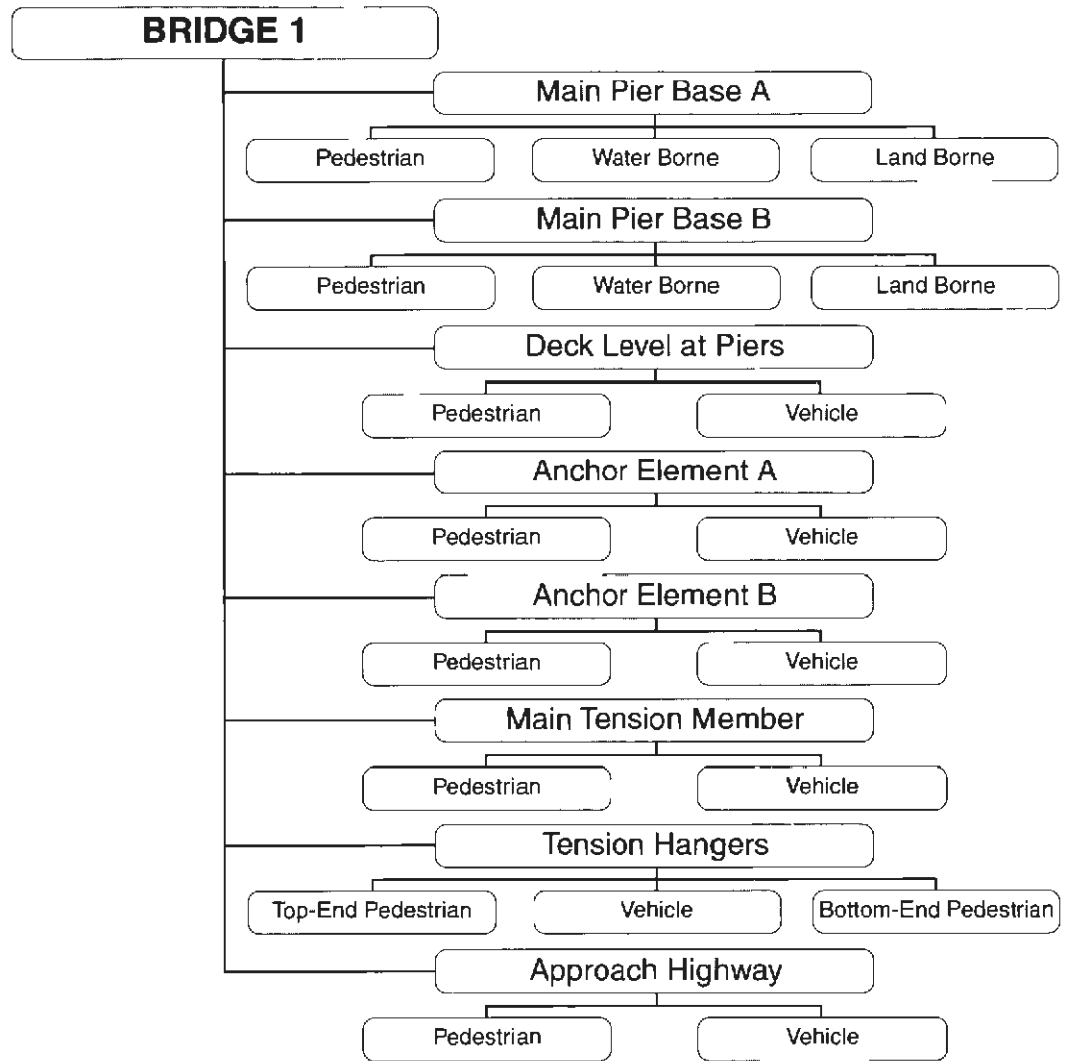 BRIDGE 1
Main Pier Base A
Pedestrian
Water Borne
Land Borne
Main Pier Base B
Pedestrian
Water Borne
Land Borne
Deck Level at Piers
Pedestrian
Vehicle
Anchor Element A
Pedestrian
Vehicle
Anchor Element B
Pedestrian
Vehicle
Main Tension Member
Pedestrian
Vehicle
Tension Hangers
Top-End Pedestrian
Vehicle
Bottom-End Pedestrian
Approach Highway
Pedestrian
Vehicle